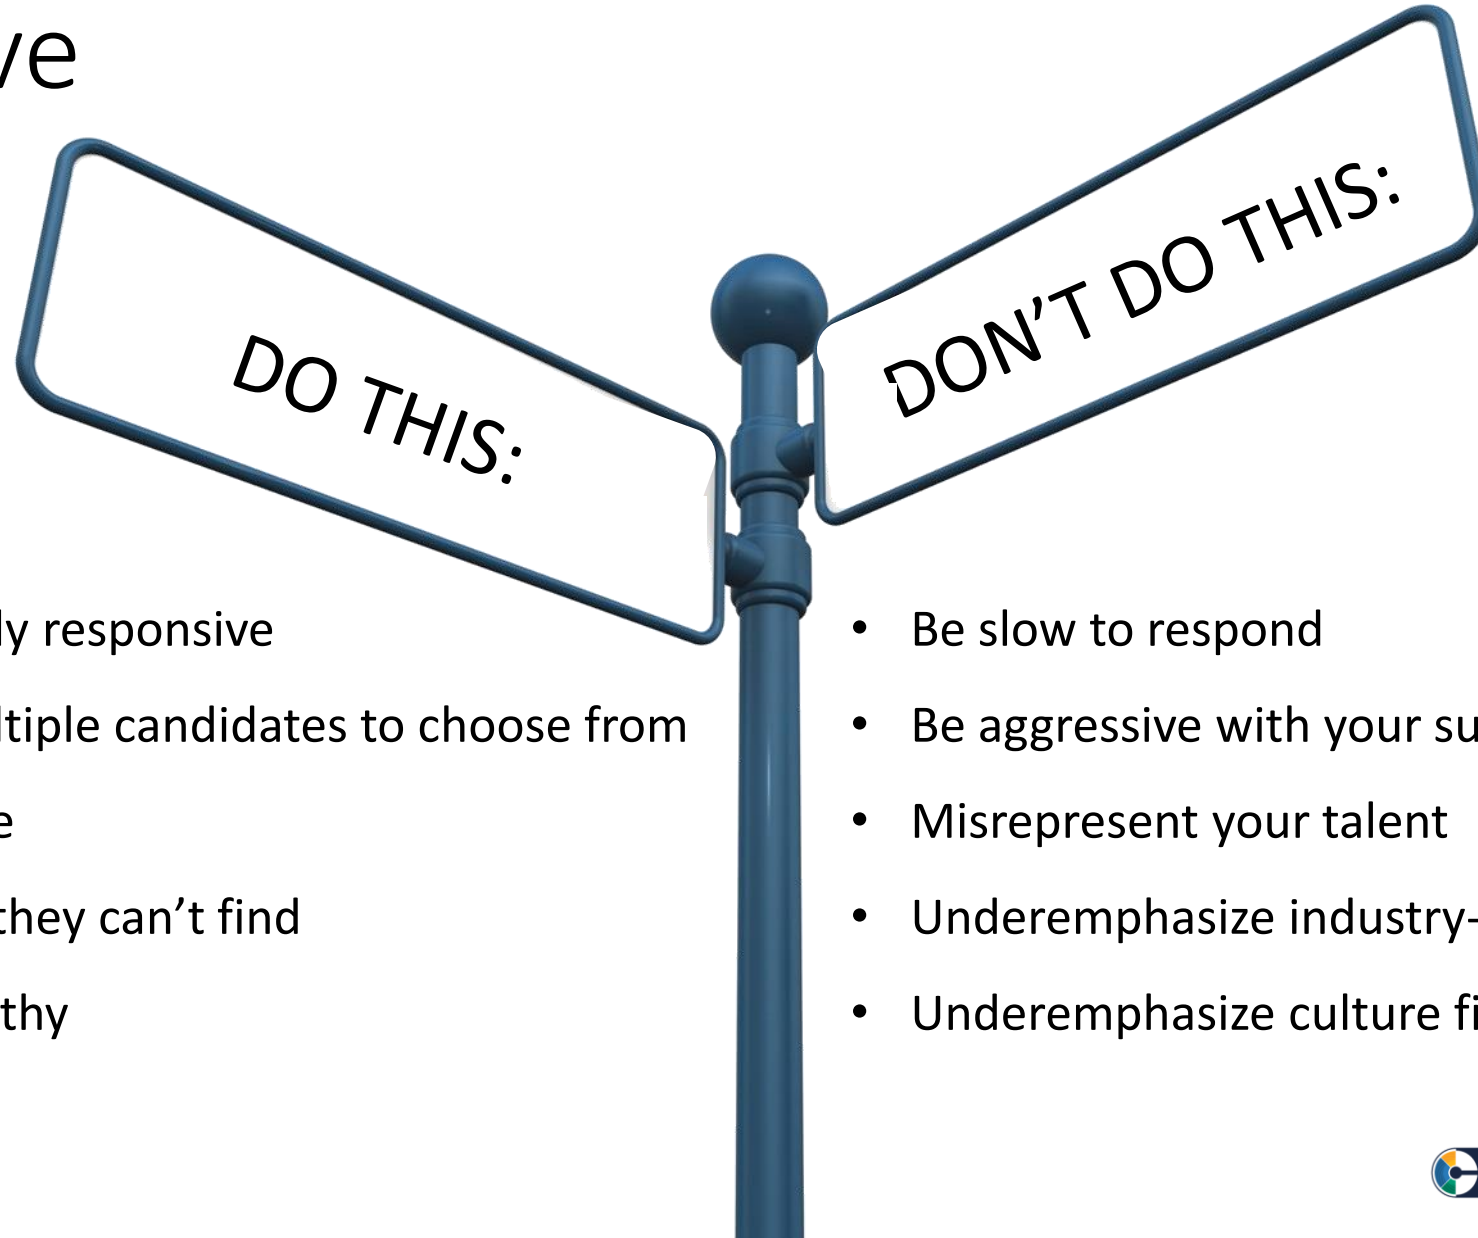 ve
DO THIS:
DON'T DO THIS:
ly responsive
ltiple candidates to choose from
e
they can't find
thy
• Be slow to respond
• Be aggressive with your su
• Misrepresent your talent
• Underemphasize industry-
• Underemphasize culture fi